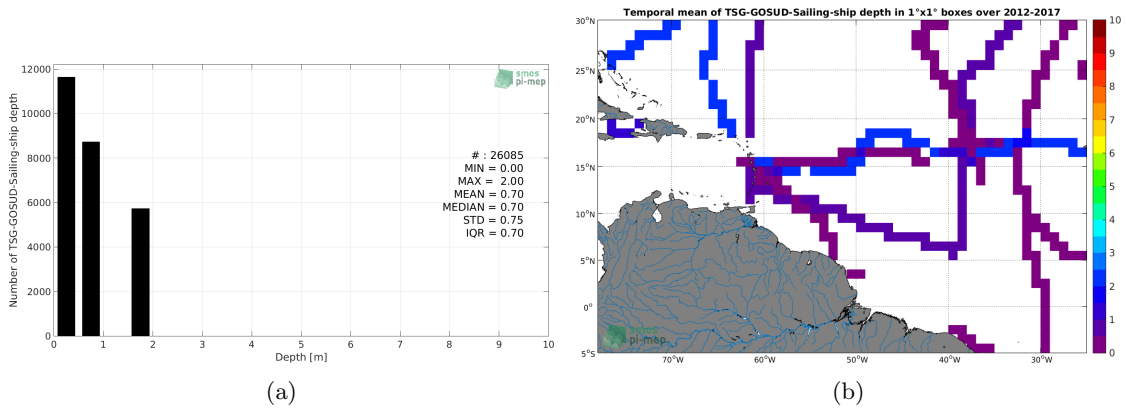 12000
10000
8000
6000
4000
2000
0
Number of TSG-GOSUD-Sailing-ship depth
0 1 2 3 4 5 6 7 8 9 10
Depth [m]
smos
pi-mep
# : 26085
MIN = 0.00
MAX = 2.00
MEAN = 0.70
MEDIAN = 0.70
STD = 0.75
IQR = 0.70
(a)
Temporal mean of TSG-GOSUD-Sailing-ship depth in 1°x1° boxes over 2012-2017
30°N
25°N
20°N
15°N
10°N
5°N
0°
5°S
70°W 60°W 50°W 40°W 30°W
smos
pi-mep
10
9
8
7
6
5
4
3
2
1
0
(b)